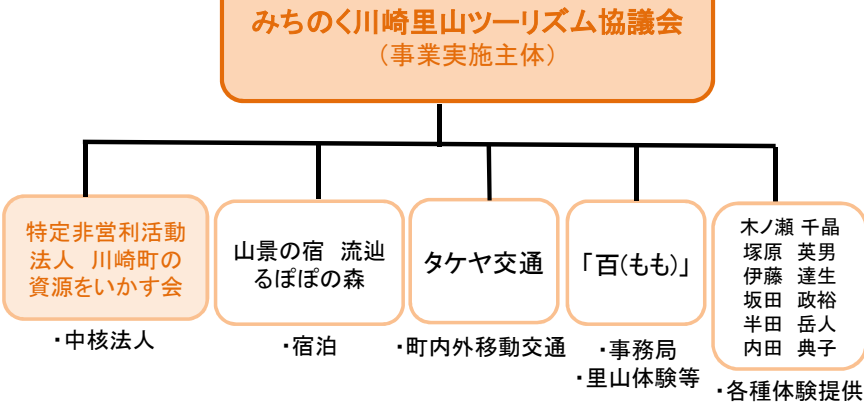 みちのく川崎里山ツーリズム協議会
（事業実施主体）
特定非営利活動
法人 川崎町の
資源をいかす会
・中核法人
山景の宿 流辿
るぽぽの森
・宿泊
タケヤ交通
・町内外移動交通
「百(もも)」
・事務局
・里山体験等
木ノ瀬 千晶
塚原 英男
伊藤 達生
坂田 政裕
半田 岳人
内田 典子
・各種体験提供